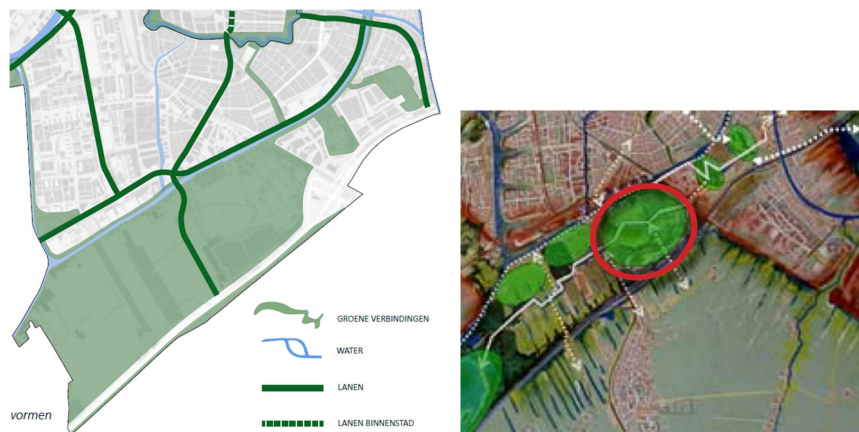 GROENE VERBINDINGEN
WATER
LANEN
LANEN BINNENSTAD
vormen